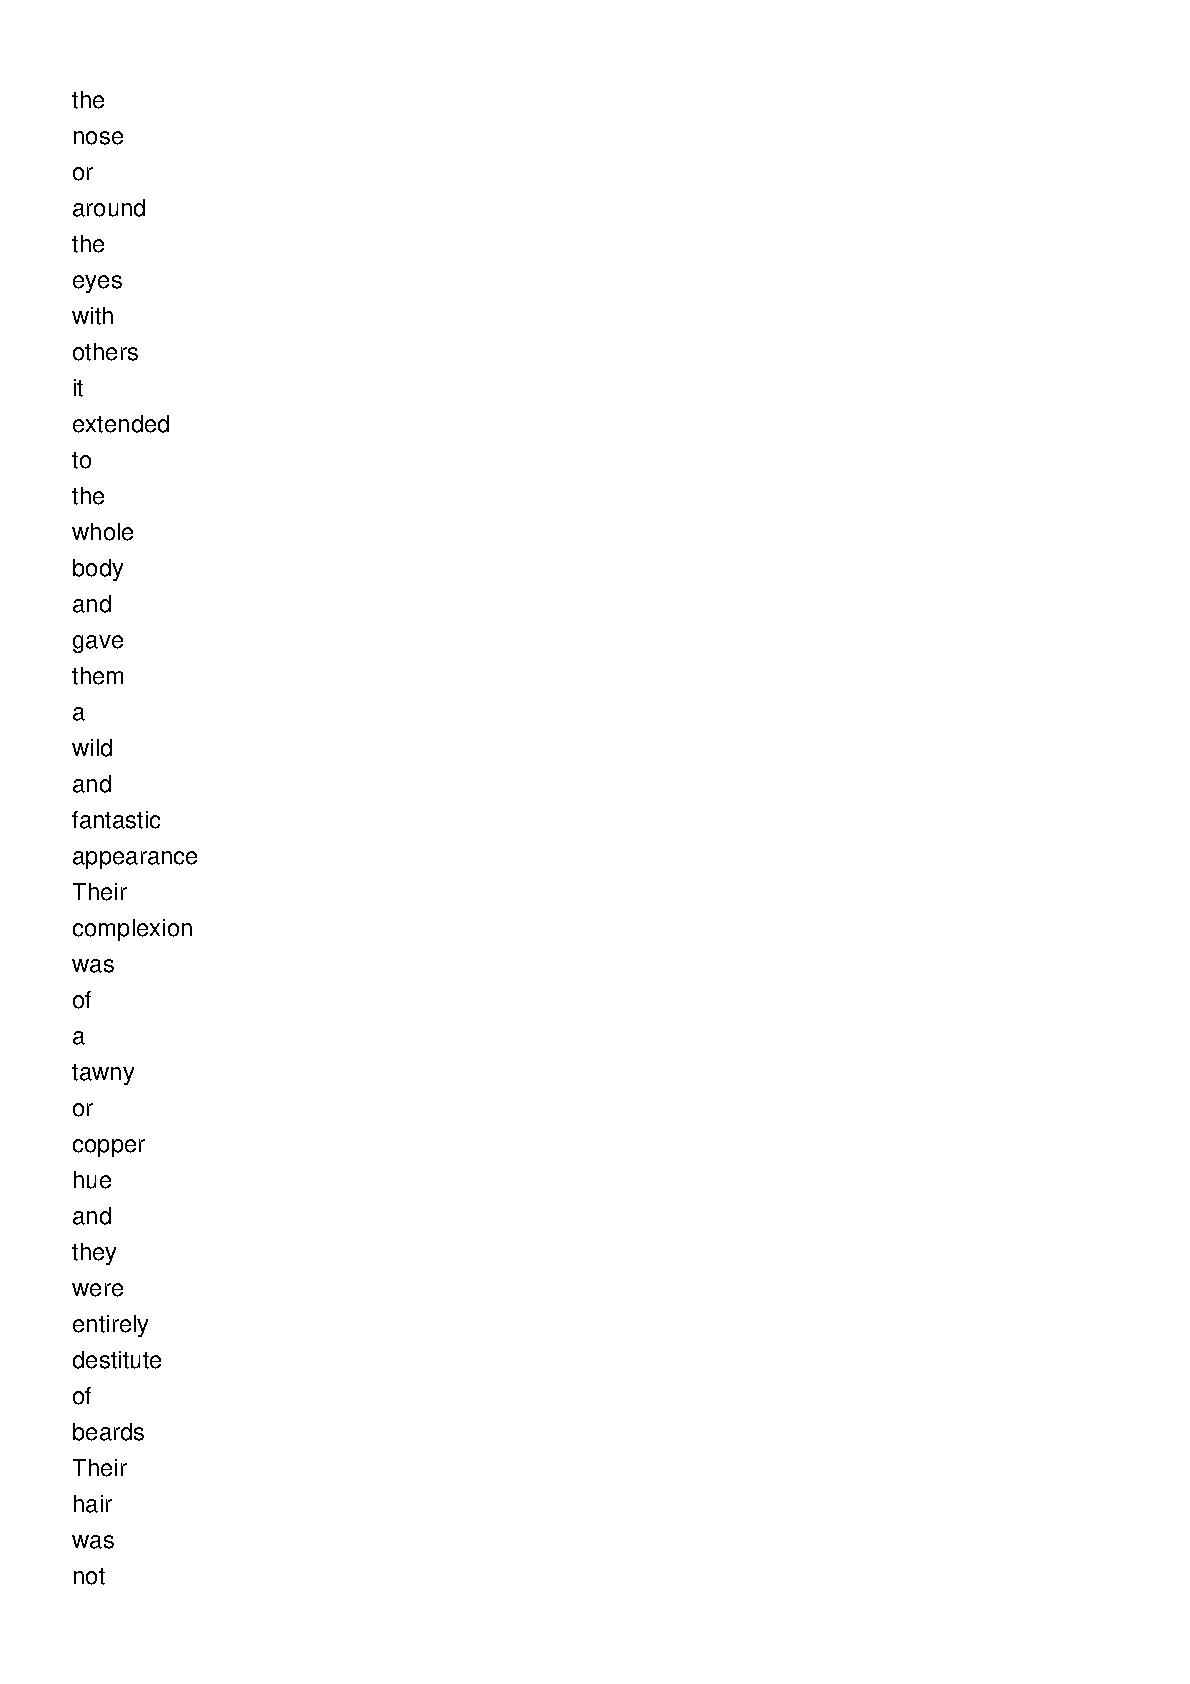 the
nose
or
around
the
eyes
with
others
it
extended
to
the
whole
body
and
gave
them
a
wild
and
fantastic
appearance
Their
complexion
was
of
a
tawny
or
copper
hue
and
they
were
entirely
destitute
of
beards
Their
hair
was
not